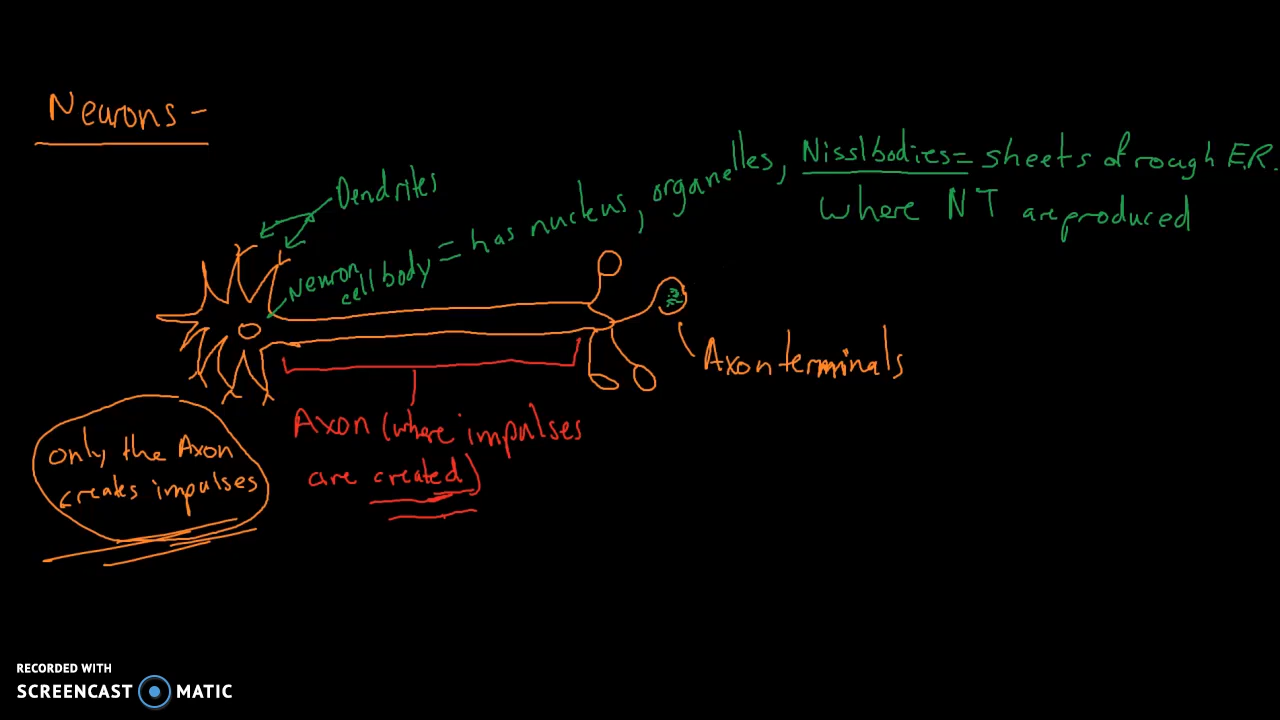 Neurons -
Dendrites
Neuron cell body = has nucleus, organelles, Nissl bodies = sheets of rough E.R.
where NT are produced
Axon terminals
Axon (where impulses
are created)
only the Axon
creates impulses
RECORDED WITH
SCREENCAST MATIC